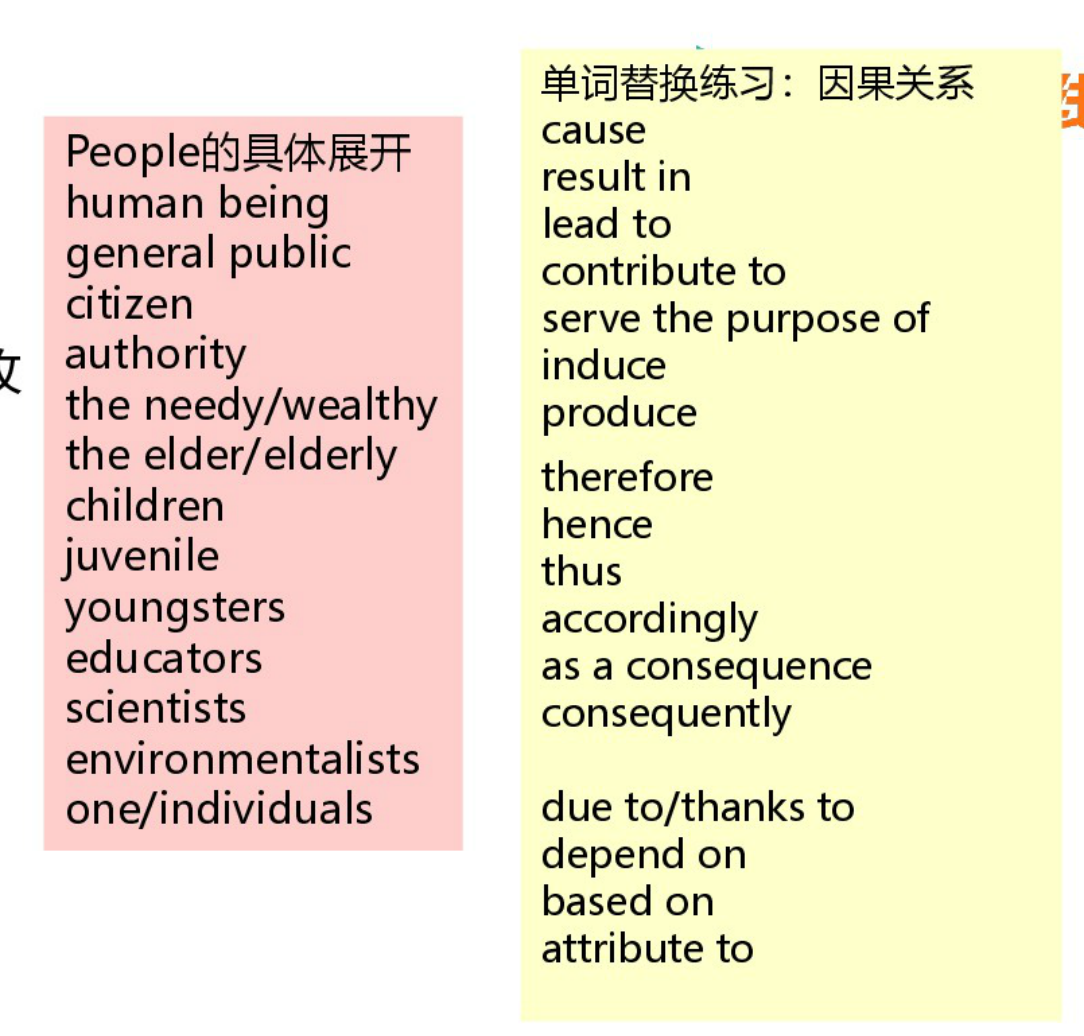 People的具体展开
human being
general public
citizen
authority
the needy/wealthy
the elder/elderly
children
juvenile
youngsters
educators
scientists
environmentalists
one/individuals
单词替换练习：因果关系
cause
result in
lead to
contribute to
serve the purpose of
induce
produce
therefore
hence
thus
accordingly
as a consequence
consequently
due to/thanks to
depend on
based on
attribute to